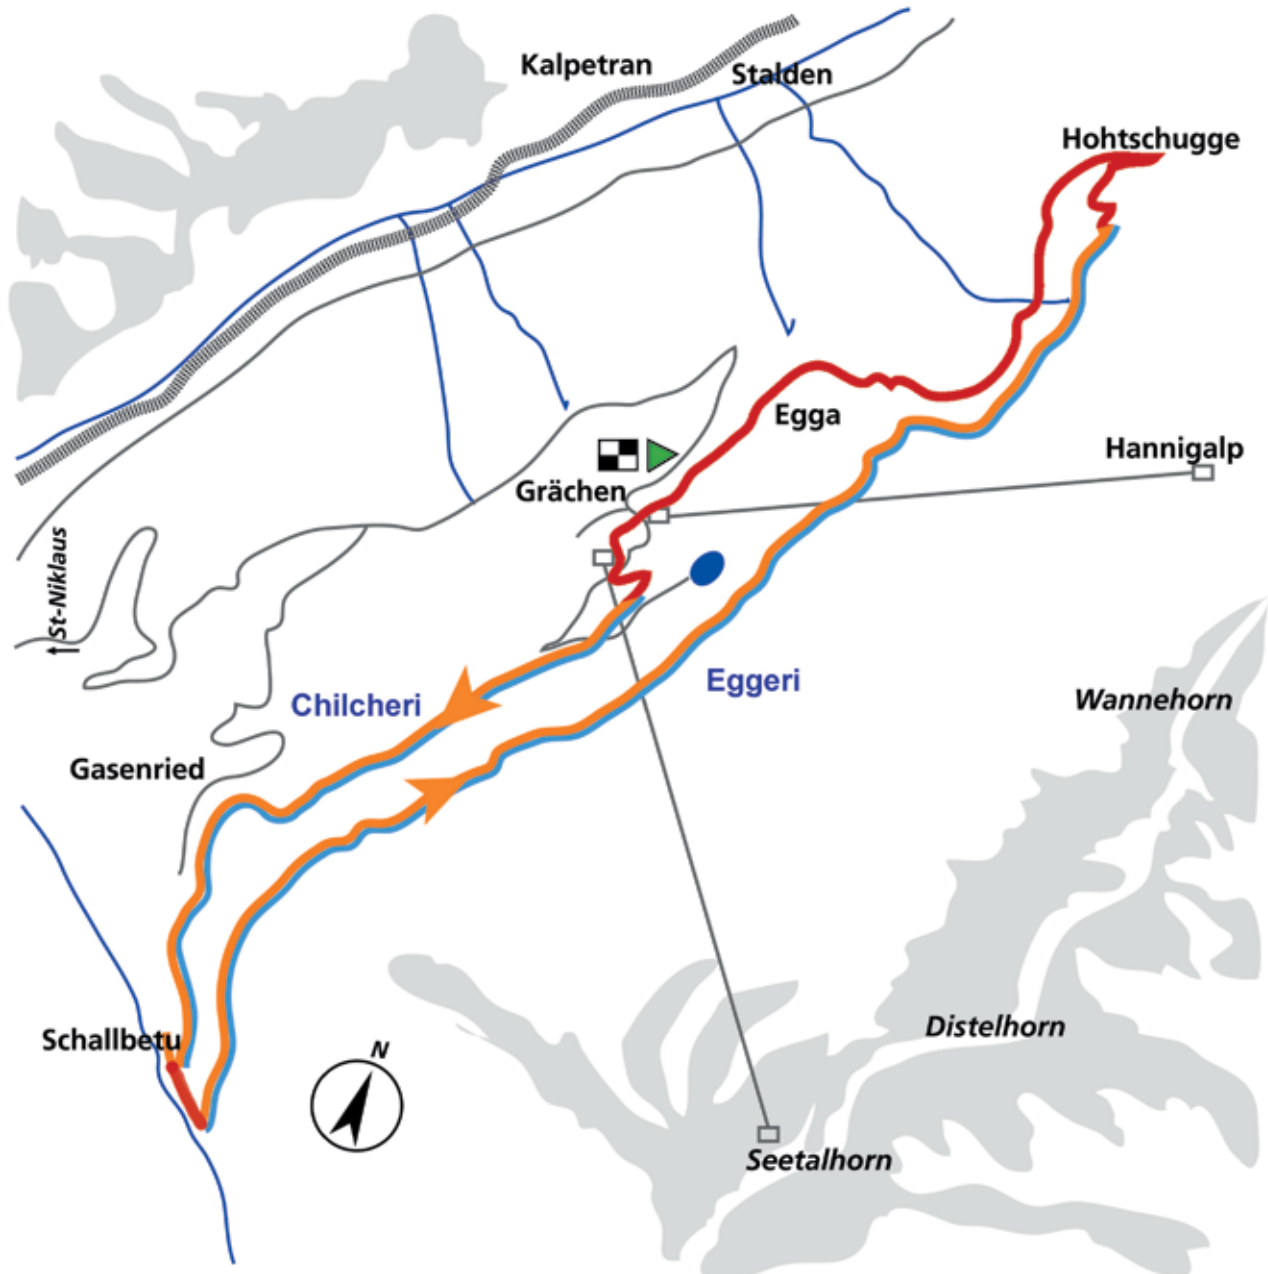 Kalpetran
Stalden
Hohtschugge
Egga
Hannigalp
Grächen
St-Niklaus
Eggeri
Chilcheri
Wannehorn
Gasenried
Distelhorn
Schallbetu
N
Seetalhorn